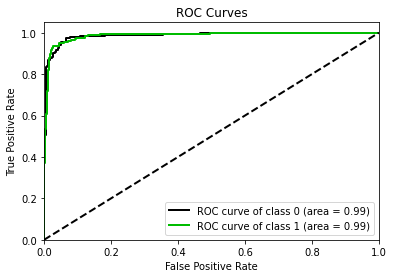 ROC Curves
True Positive Rate
1.0
0.8
0.6
0.4
0.2
0.0
ROC curve of class 0 (area = 0.99)
ROC curve of class 1 (area = 0.99)
0.0 0.2 0.4 0.6 0.8 1.0
False Positive Rate